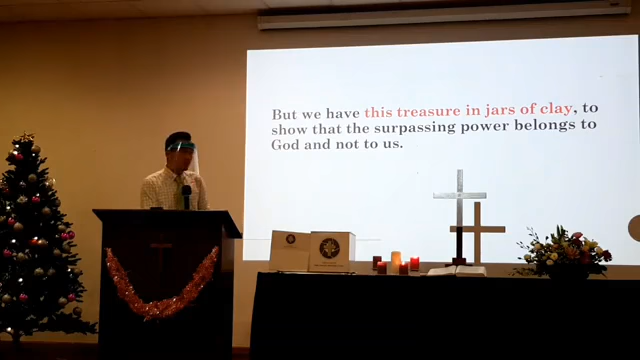 But we have this treasure in jars of clay, to
show that the surpassing power belongs to
God and not to us.